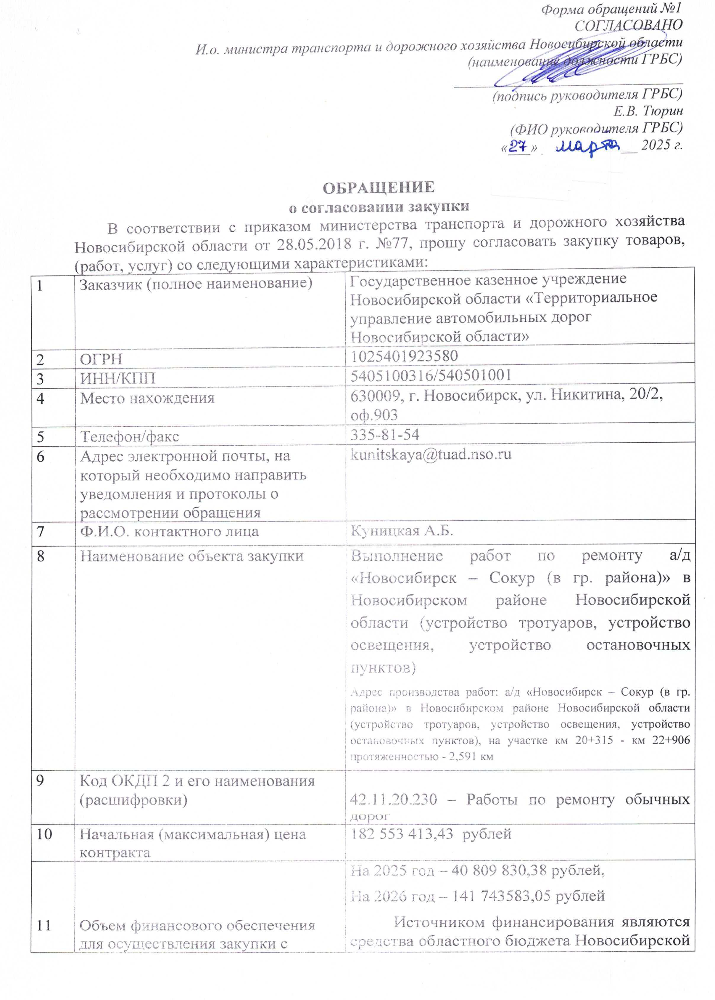 Форма обращений №1
СОГЛАСОВАНО
И.о. министра транспорта и дорожного хозяйства Новосибирской области
(наименование должности ГРБС)
(подпись руководителя ГРБС)
Е.В. Тюрин
(ФИО руководителя ГРБС)
«27» марта 2025 г.
ОБРАЩЕНИЕ
о согласовании закупки
В соответствии с приказом министерства транспорта и дорожного хозяйства
Новосибирской области от 28.05.2018 г. №77, прошу согласовать закупку товаров,
(работ, услуг) со следующими характеристиками:
1 Заказчик (полное наименование) Государственное казенное учреждение
Новосибирской области «Территориальное
управление автомобильных дорог
Новосибирской области»
2 ОГРН 1025401923580
3 ИНН/КПП 5405100316/540501001
4 Место нахождения 630009, г. Новосибирск, ул. Никитина, 20/2,
оф.903
5 Телефон/факс 335-81-54
6 Адрес электронной почты, на kunitskaya@tuad.nso.ru
который необходимо направить
уведомления и протоколы о
рассмотрении обращения
7 Ф.И.О. контактного лица Куницкая А.Б.
8 Наименование объекта закупки Выполнение работ по ремонту а/д
«Новосибирск – Сокур (в гр. района)» в
Новосибирском районе Новосибирской
области (устройство тротуаров, устройство
освещения, устройство остановочных
пунктов)
Адрес производства работ: а/д «Новосибирск – Сокур (в гр.
района)» в Новосибирском районе Новосибирской области
(устройство тротуаров, устройство освещения, устройство
остановочных пунктов), на участке км 20+315 - км 22+906
протяженностью - 2,591 км
9 Код ОКДП 2 и его наименования
(расшифровки) 42.11.20.230 – Работы по ремонту обычных
дорог
10 Начальная (максимальная) цена 182 553 413,43 рублей
контракта
На 2025 год – 40 809 830,38 рублей,
На 2026 год – 141 743583,05 рублей
11 Объем финансового обеспечения Источником финансирования являются
для осуществления закупки с средства областного бюджета Новосибирской